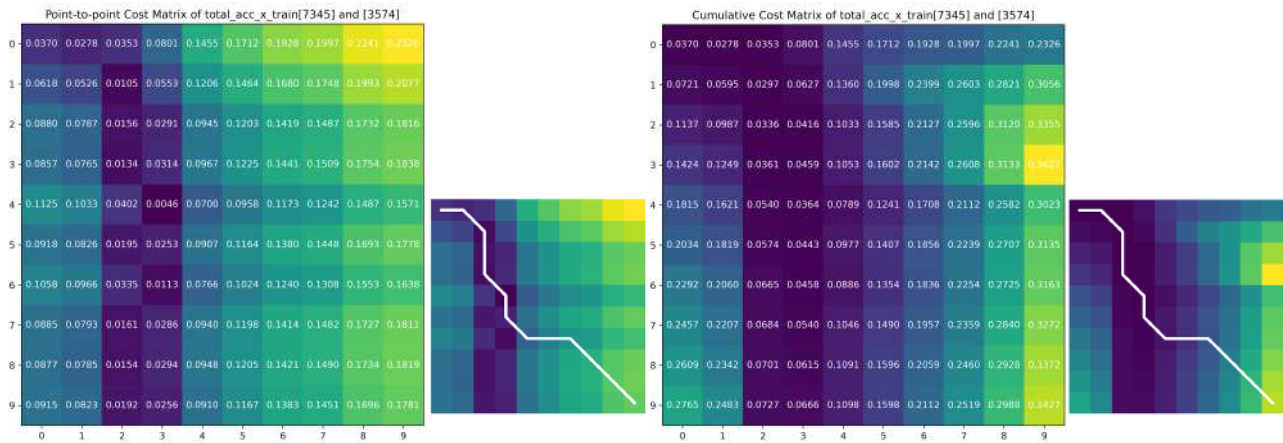 Point-to-point Cost Matrix of total_acc_x_train[7345] and [3574]
0 0.0370 0.0278 0.0353 0.0801 0.1455 0.1712 0.1928 0.1997 0.2241 0.2326
1 0.0618 0.0526 0.0105 0.0553 0.1206 0.1464 0.1680 0.1748 0.1993 0.2077
2 0.0880 0.0787 0.0156 0.0291 0.0945 0.1203 0.1419 0.1487 0.1732 0.1816
3 0.0857 0.0765 0.0134 0.0314 0.0967 0.1225 0.1441 0.1509 0.1754 0.1838
4 0.1125 0.1033 0.0402 0.0046 0.0700 0.0958 0.1173 0.1242 0.1487 0.1571
5 0.0918 0.0826 0.0195 0.0253 0.0907 0.1164 0.1380 0.1448 0.1693 0.1778
6 0.1058 0.0966 0.0335 0.0113 0.0766 0.1024 0.1240 0.1308 0.1553 0.1638
7 0.0885 0.0793 0.0161 0.0286 0.0940 0.1198 0.1414 0.1482 0.1727 0.1811
8 0.0877 0.0785 0.0154 0.0294 0.0948 0.1205 0.1421 0.1490 0.1734 0.1819
9 0.0915 0.0823 0.0192 0.0256 0.0910 0.1167 0.1383 0.1451 0.1696 0.1781
0 1 2 3 4 5 6 7 8 9
Cumulative Cost Matrix of total_acc_x_train[7345] and [3574]
0 0.0370 0.0278 0.0353 0.0801 0.1455 0.1712 0.1928 0.1997 0.2241 0.2326
1 0.0721 0.0595 0.0297 0.0627 0.1360 0.1998 0.2399 0.2603 0.2821 0.3056
2 0.1137 0.0987 0.0336 0.0416 0.1033 0.1585 0.2127 0.2596 0.3120 0.3355
3 0.1424 0.1249 0.0361 0.0459 0.1053 0.1602 0.2142 0.2608 0.3133
4 0.1815 0.1621 0.0540 0.0364 0.0789 0.1241 0.1708 0.2112 0.2582 0.3023
5 0.2034 0.1819 0.0574 0.0443 0.0977 0.1407 0.1856 0.2239 0.2707 0.3135
6 0.2292 0.2060 0.0665 0.0458 0.0886 0.1354 0.1836 0.2254 0.2725 0.3163
7 0.2457 0.2207 0.0684 0.0540 0.1046 0.1490 0.1957 0.2359 0.2840 0.3272
8 0.2609 0.2342 0.0701 0.0615 0.1091 0.1596 0.2059 0.2460 0.2928 0.3372
9 0.2765 0.2483 0.0727 0.0666 0.1098 0.1598 0.2112 0.2519 0.2988 0.3427
0 1 2 3 4 5 6 7 8 9